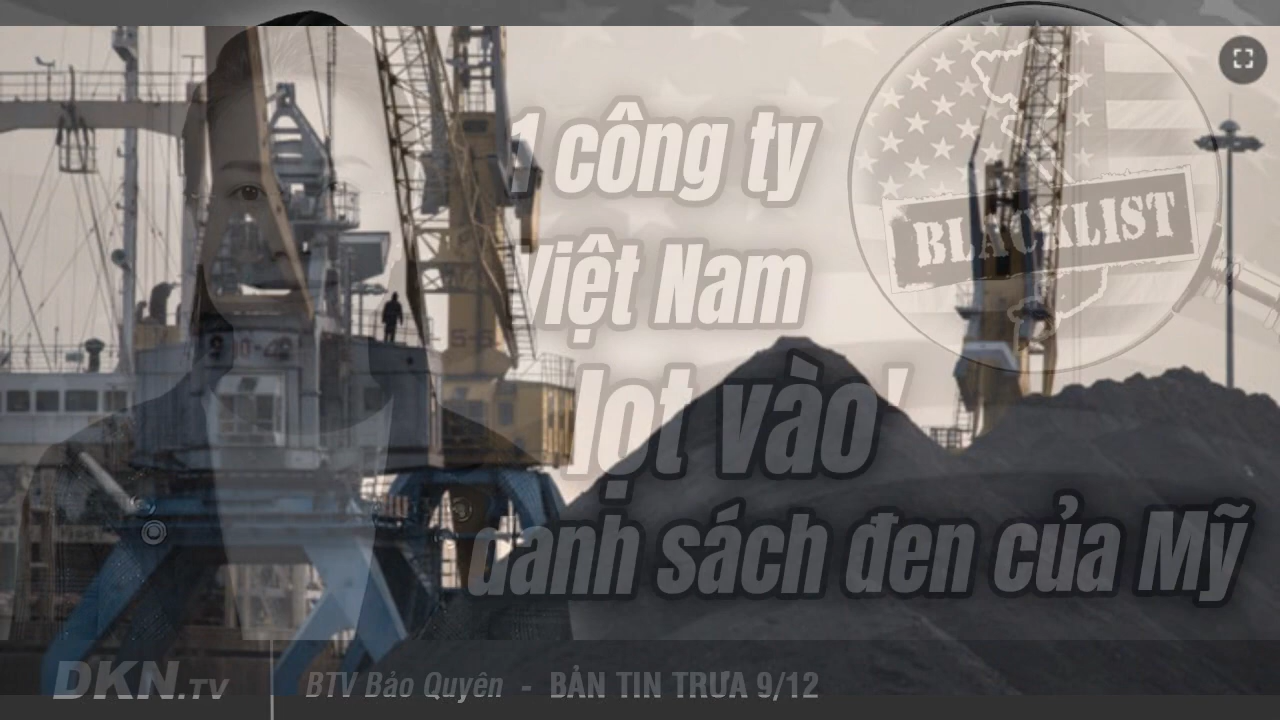 1 công ty
Việt Nam
'lọt vào'
danh sách đen của Mỹ
BLACKLIST
DKN.TV
BTV Bảo Quyên - BẢN TIN TRƯA 9/12